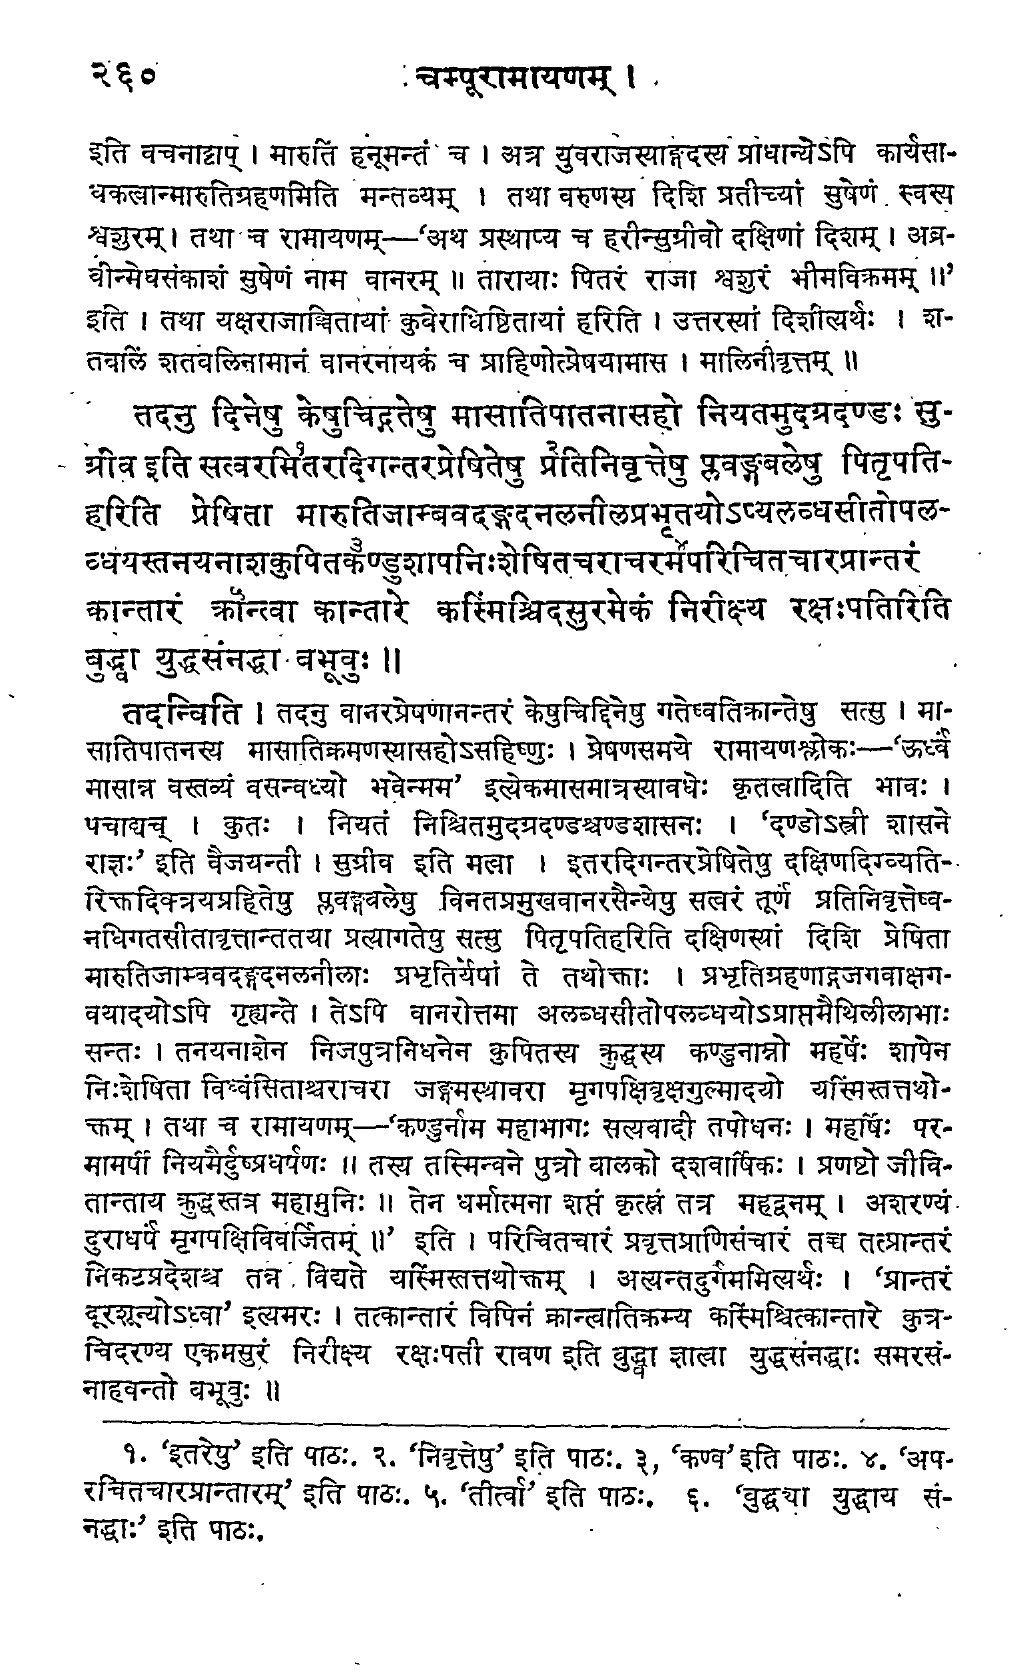 २६० चम्पूरामायणम् ।
इति वचनाट्टाप् । मारुतिं हनूमन्तं च । अत्र युवराजस्याङ्गदस्य प्राधान्येऽपि कार्यसा-
धकत्वान्मारुतिग्रहणमिति मन्तव्यम् । तथा वरुणस्य दिशि प्रतीच्यां सुषेणं स्वस्य
श्वशुरम् । तथा च रामायणम्—‘अथ प्रस्थाप्य च हरीन्सुग्रीवो दक्षिणां दिशम् । अब्र-
वीन्मेघसंकाशं सुषेणं नाम वानरम् ॥ तारायाः पितरं राजा श्वशुरं भीमविक्रमम् ॥’
इति । तथा यक्षराजाञ्चितायां कुबेराधिष्ठितायां हरिति । उत्तरस्यां दिशीत्यर्थः । श-
तवलिं शतवलिनामानं वानरनायकं च प्राहिणोत्प्रेषयामास । मालिनीवृत्तम् ॥
तदनु दिनेषु केषुचिद्गतेषु मासातिपातनासहो नियतमुदग्रदण्डः सु-
ग्रीव इति सत्वरमि१तरदिगन्तरप्रेषितेषु प्र२तिनिवृत्तेषु प्लवङ्गबलेषु पितृपति-
हरिति प्रेषिता मारुतिजाम्बवदङ्गदनलनीलप्रभृतयोऽप्यलब्धसीतोपल-
ब्धयस्तनयनाशकुपितक३ण्डुशापनिःशेषितचराचरम४परिचितचारप्रान्तरं
कान्तारं क्रा५न्त्वा कान्तारे कस्मिंश्चिदसुरमेकं निरीक्ष्य रक्षःपतिरिति
बुद्ध्वा युद्धसंनद्धा बभूवुः ॥
तदन्विति । तदनु वानरप्रेषणानन्तरं केषुचिद्दिनेषु गतेष्वतिक्रान्तेषु सत्सु । मा-
सातिपातनस्य मासातिक्रमणस्यासहोऽसहिष्णुः । प्रेषणसमये रामायणश्लोकः—‘ऊर्ध्वं
मासान्न वस्तव्यं वसन्वध्यो भवेन्मम’ इत्येकमासमात्रस्यावधेः कृतत्वादिति भावः ।
पचाद्यच् । कुतः । नियतं निश्चितमुदग्रदण्डश्चण्डशासनः । ‘दण्डोऽस्त्री शासने
राज्ञः’ इति वैजयन्ती । सुग्रीव इति मत्वा । इतरदिगन्तरप्रेषितेषु दक्षिणदिग्व्यति-
रिक्तदिक्त्रयप्रहितेषु प्लवङ्गबलेषु विनतप्रमुखवानरसैन्येषु सत्वरं तूर्णं प्रतिनिवृत्तेष्व-
नधिगतसीतावृत्तान्ततया प्रत्यागतेषु सत्सु पितृपतिहरिति दक्षिणस्यां दिशि प्रेषिता
मारुतिजाम्बवदङ्गदनलनीलाः प्रभृतिर्येषां ते तथोक्ताः । प्रभृतिग्रहणाद्गजगवाक्षग-
वयादयोऽपि गृह्यन्ते । तेऽपि वानरोत्तमा अलब्धसीतोपलब्धयोऽप्राप्तमैथिलीलाभाः
सन्तः । तनयनाशेन निजपुत्रनिधनेन कुपितस्य क्रुद्धस्य कण्डुनाम्नो महर्षेः शापेन
निःशेषिता विध्वंसिताश्चराचरा जङ्गमस्थावरा मृगपक्षिवृक्षगुल्मादयो यस्मिंस्तत्तथो-
क्तम् । तथा च रामायणम्—‘कण्डुर्नाम महाभागः सत्यवादी तपोधनः । महर्षिः पर-
मामर्षी नियमैर्दुष्प्रधर्षणः ॥ तस्य तस्मिन्वने पुत्रो बालको दशवार्षिकः । प्रणष्टो जीवि-
तान्ताय क्रुद्धस्तत्र महामुनिः ॥ तेन धर्मात्मना शप्तं कृत्स्नं तत्र महद्वनम् । अशरण्यं
दुराधर्षं मृगपक्षिविवर्जितम् ॥’ इति । परिचितचारं प्रवृत्तप्राणिसंचारं तच्च तत्प्रान्तरं
निकटप्रदेशश्च तन्न विद्यते यस्मिंस्तत्तथोक्तम् । अत्यन्तदुर्गममित्यर्थः । ‘प्रान्तरं
दूरशून्योऽध्वा’ इत्यमरः । तत्कान्तारं विपिनं क्रान्त्वातिक्रम्य कस्मिंश्चित्कान्तारे कुत्र-
चिदरण्य एकमसुरं निरीक्ष्य रक्षःपती रावण इति बुद्ध्वा ज्ञात्वा युद्धसंनद्धाः समरसं-
नाहवन्तो बभूवुः ॥
१. ‘इतरेषु’ इति पाठः. २. ‘निवृत्तेषु’ इति पाठः. ३, ‘कण्व’ इति पाठः. ४. ‘अप-
रचितचारप्रान्तारम्’ इति पाठः. ५. ‘तीर्त्वा’ इति पाठः. ६. ‘बुद्ध्या युद्धाय सं-
नद्धाः’ इति पाठः.